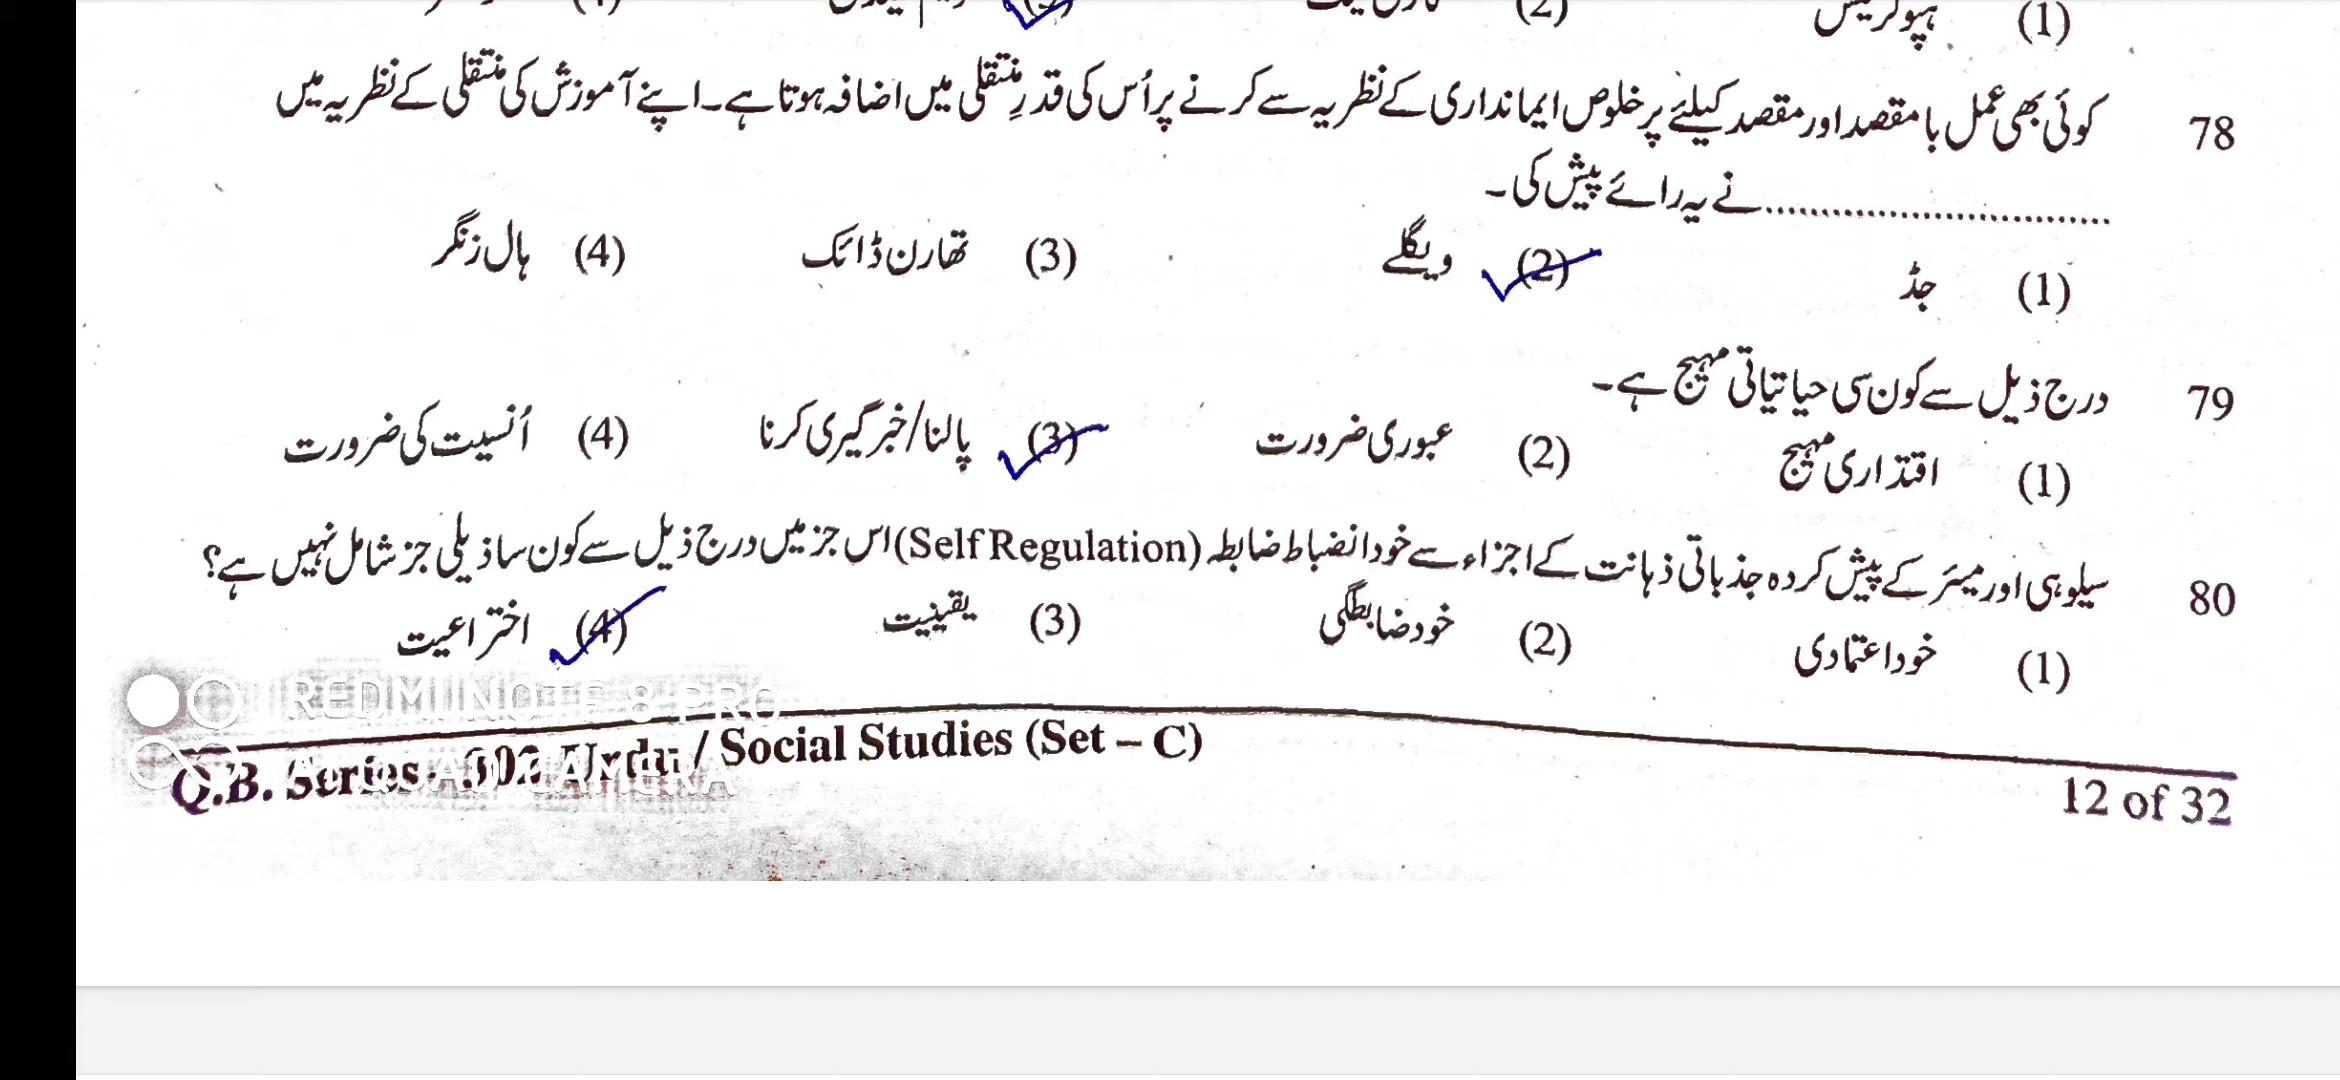 (1) ہپوکریٹس (2)
78 کوئی بھی عمل با مقصد اور مقصد کیلئے پر خلوص ایمانداری کے نظریہ سے کرنے پر اُس کی قدرِ منتقلی میں اضافہ ہوتا ہے۔ اپنے آموزش کی منتقلی کے نظریہ میں
.................................... نے یہ رائے پیش کی۔
(1) جڈ (2) ویگلے (3) تھارن ڈائک (4) ہال زنگر
79 درج ذیل سے کون سی حیاتیاتی مہیج ہے۔
(1) اقتداری مہیج (2) عبوری ضرورت (3) پالنا/خبر گیری کرنا (4) اُنسیت کی ضرورت
80 سیلوہی اور میئر کے پیش کردہ جذباتی ذہانت کے اجزاء سے خود انضباط ضابطہ (Self Regulation) اس جز میں درج ذیل سے کون سا ذیلی جز شامل نہیں ہے؟
(1) خود اعتمادی (2) خود ضابطگی (3) یقینیت (4) اختراعیت
REDMI NOTE 8 PRO
AI QUAD CAMERA
Q.B. Series - 302 Urdu / Social Studies (Set – C)
12 of 32